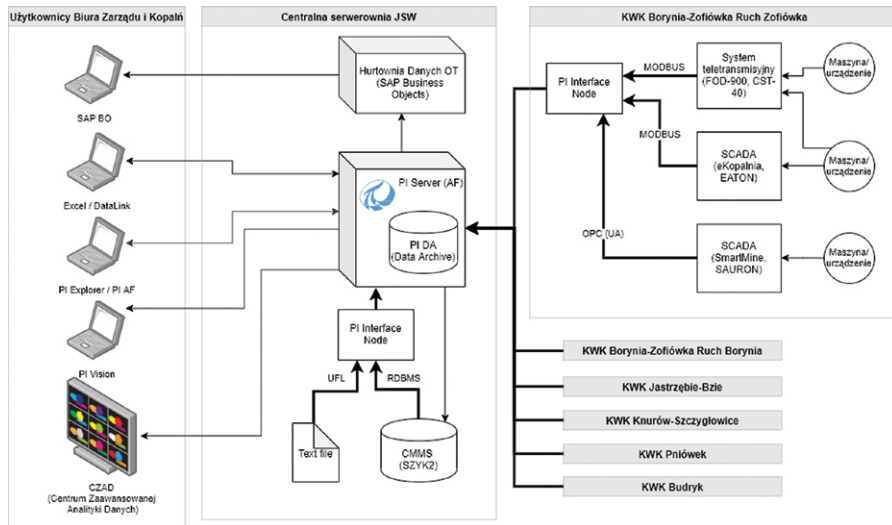 Użytkownicy Biura Zarządu i Kopalń
SAP BO
Excel / DataLink
PI Explorer / PI AF
PI Vision
CZAD
(Centrum Zaawansowanej
Analityki Danych)
Centralna serwerownia JSW
Hurtownia Danych OT
(SAP Business
Objects)
PI Server (AF)
PI DA
(Data Archive)
PI Interface
Node
UFL
RDBMS
Text file
CMMS
(SZYK2)
KWK Borynia-Zofiówka Ruch Zofiówka
PI Interface
Node
MODBUS
MODBUS
OPC (UA)
System
teletransmisyjny
(FOD-900, CST-
40)
SCADA
(eKopalnia,
EATON)
SCADA
(SmartMine,
SAURON)
Maszyna/
urządzenie
Maszyna/
urządzenie
Maszyna/
urządzenie
KWK Borynia-Zofiówka Ruch Borynia
KWK Jastrzębie-Bzie
KWK Knurów-Szczygłowice
KWK Pniówek
KWK Budryk